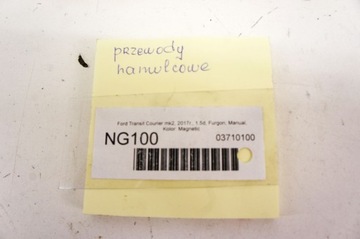 przewody
hamulcowe
Ford Transit Courier mk2, 2017r., 1.5d, Furgon, Manual,
Kolor: Magnetic
NG100 03710100